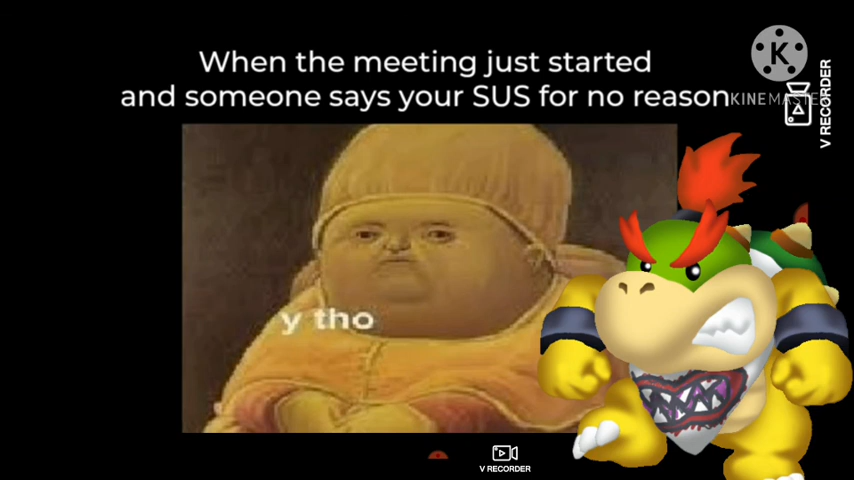 When the meeting just started
and someone says your SUS for no reason
K
KINEMASTER
V RECORDER
y tho
V RECORDER